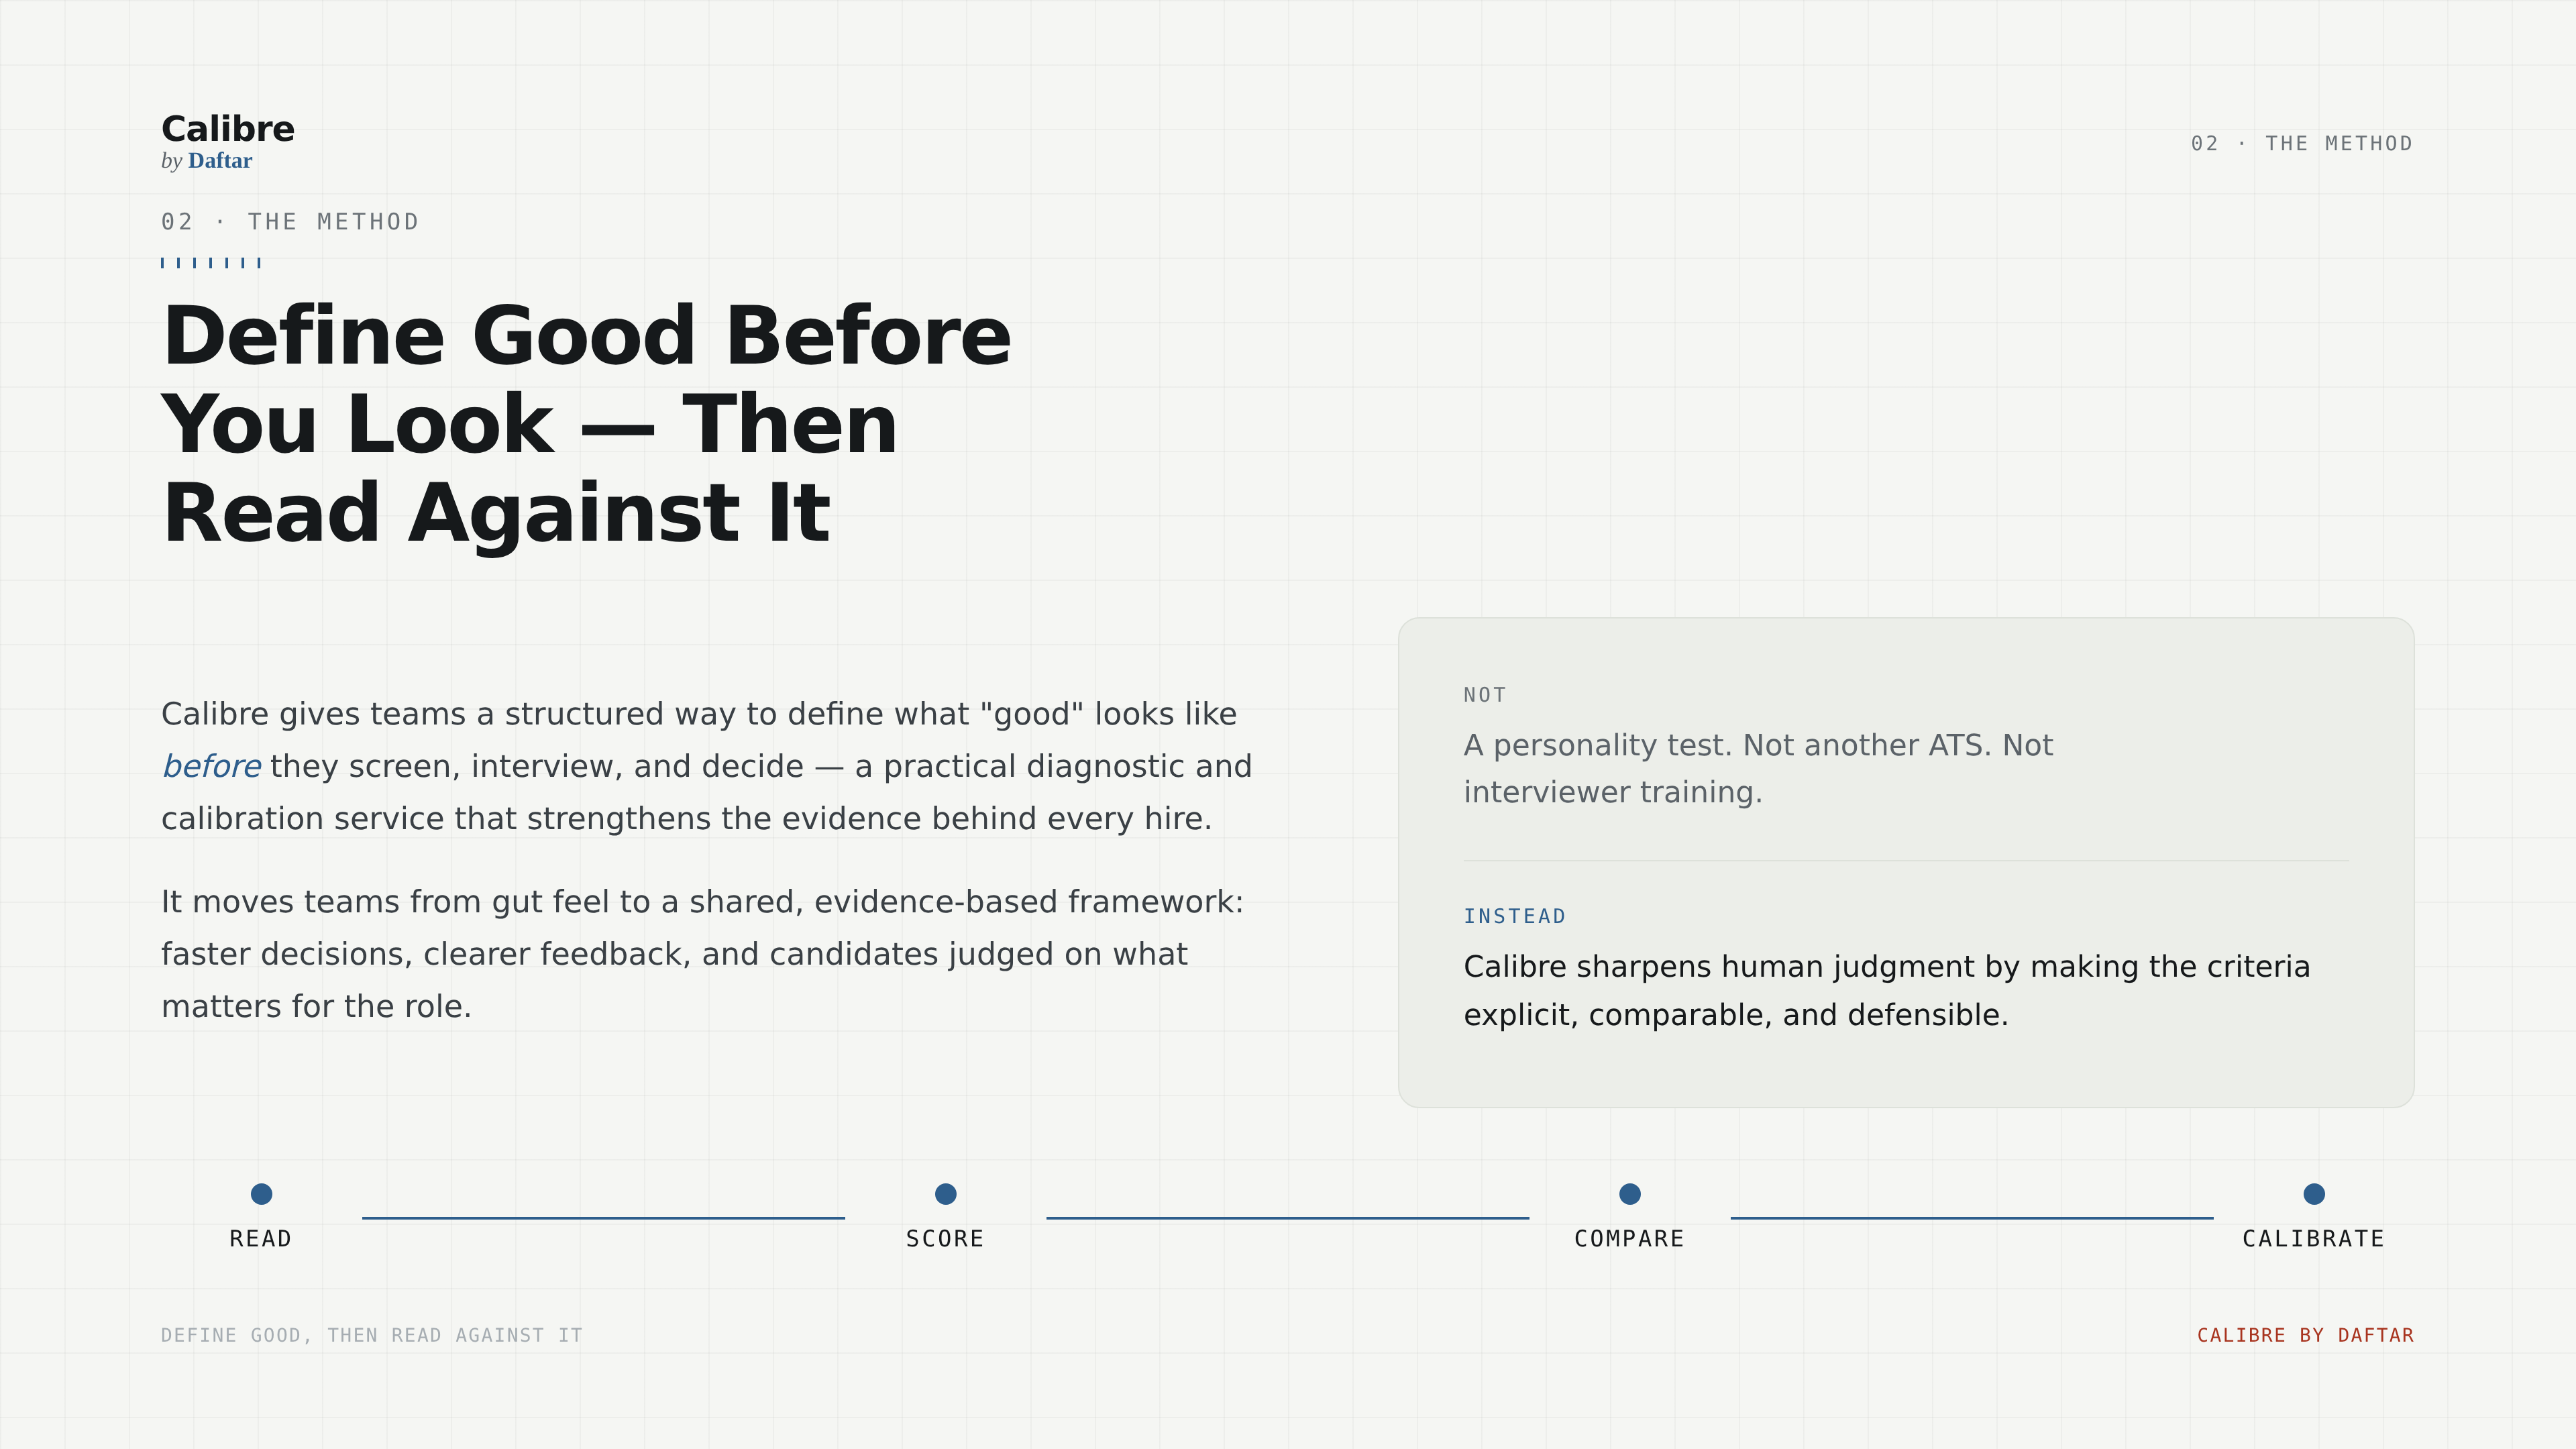 Calibre
by Daftar
02 · THE METHOD
02 · THE METHOD
Define Good Before
You Look — Then
Read Against It
Calibre gives teams a structured way to define what "good" looks like
before they screen, interview, and decide — a practical diagnostic and
calibration service that strengthens the evidence behind every hire.
It moves teams from gut feel to a shared, evidence-based framework:
faster decisions, clearer feedback, and candidates judged on what
matters for the role.
NOT
A personality test. Not another ATS. Not
interviewer training.
INSTEAD
Calibre sharpens human judgment by making the criteria
explicit, comparable, and defensible.
READ
SCORE
COMPARE
CALIBRATE
DEFINE GOOD, THEN READ AGAINST IT
CALIBRE BY DAFTAR